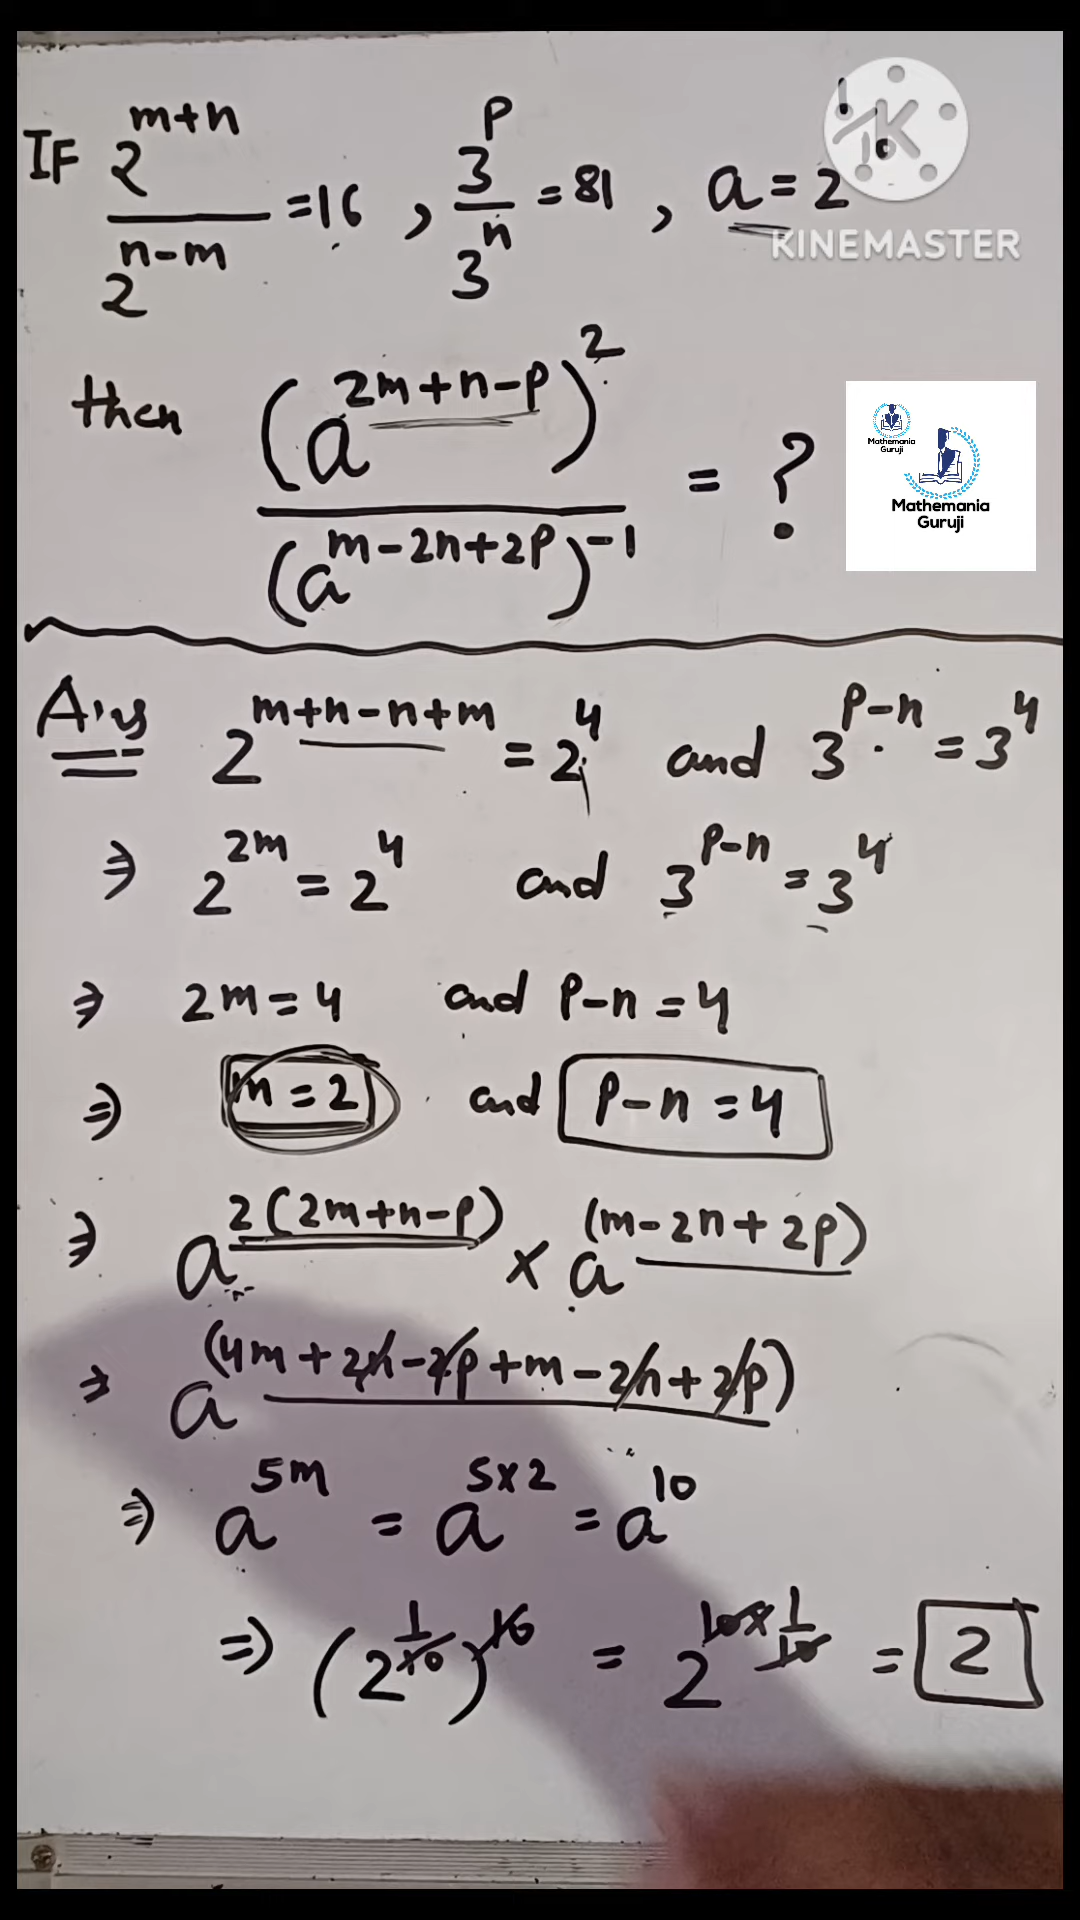 IF 2^(m+n) / 2^(n-m) = 16 , 3^p / 3^n = 81 , a = 2^(1/10)
KINEMASTER
then (a^(2m+n-p))^2 / (a^(m-2n+2p))^-1 = ?
Mathemania
Guruji
Mathemania
Guruji
Ans 2^(m+n-n+m) = 2^4 and 3^(p-n) = 3^4
⇒ 2^(2m) = 2^4 and 3^(p-n) = 3^4
⇒ 2m = 4 and p-n = 4
⇒ m = 2 and p-n = 4
⇒ a^(2(2m+n-p)) × a^((m-2n+2p))
⇒ a^((4m+2n-2p+m-2n+2p))
⇒ a^(5m) = a^(5×2) = a^10
⇒ (2^(1/10))^10 = 2^(10×1/10) = 2